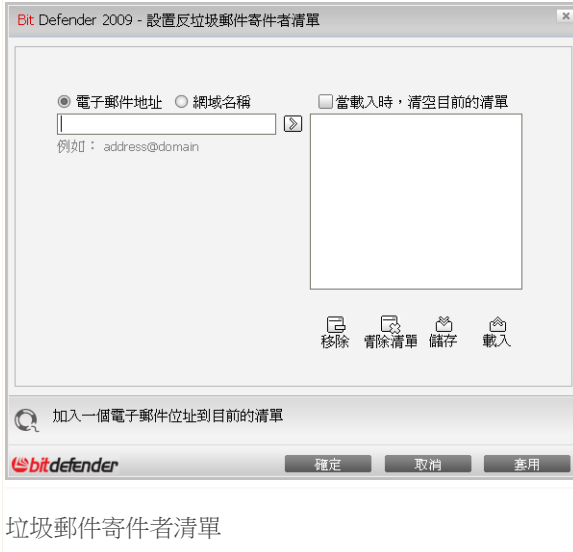 Bit Defender 2009 - 設置反垃圾郵件寄件者清單
電子郵件地址 網域名稱
當載入時，清空目前的清單
例如： address@domain
移除 青除清單 儲存 載入
加入一個電子郵件位址到目前的清單
bitdefender
確定 取消 套用
垃圾郵件寄件者清單